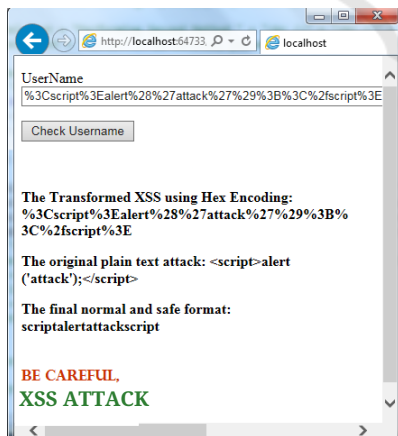 http://localhost:64733,
localhost
UserName
%3Cscript%3Ealert%28%27attack%27%29%3B%3C%2fscript%3E
Check Username
The Transformed XSS using Hex Encoding:
%3Cscript%3Ealert%28%27attack%27%29%3B%
3C%2fscript%3E
The original plain text attack: <script>alert
('attack');</script>
The final normal and safe format:
scriptalertattackscript
BE CAREFUL,
XSS ATTACK